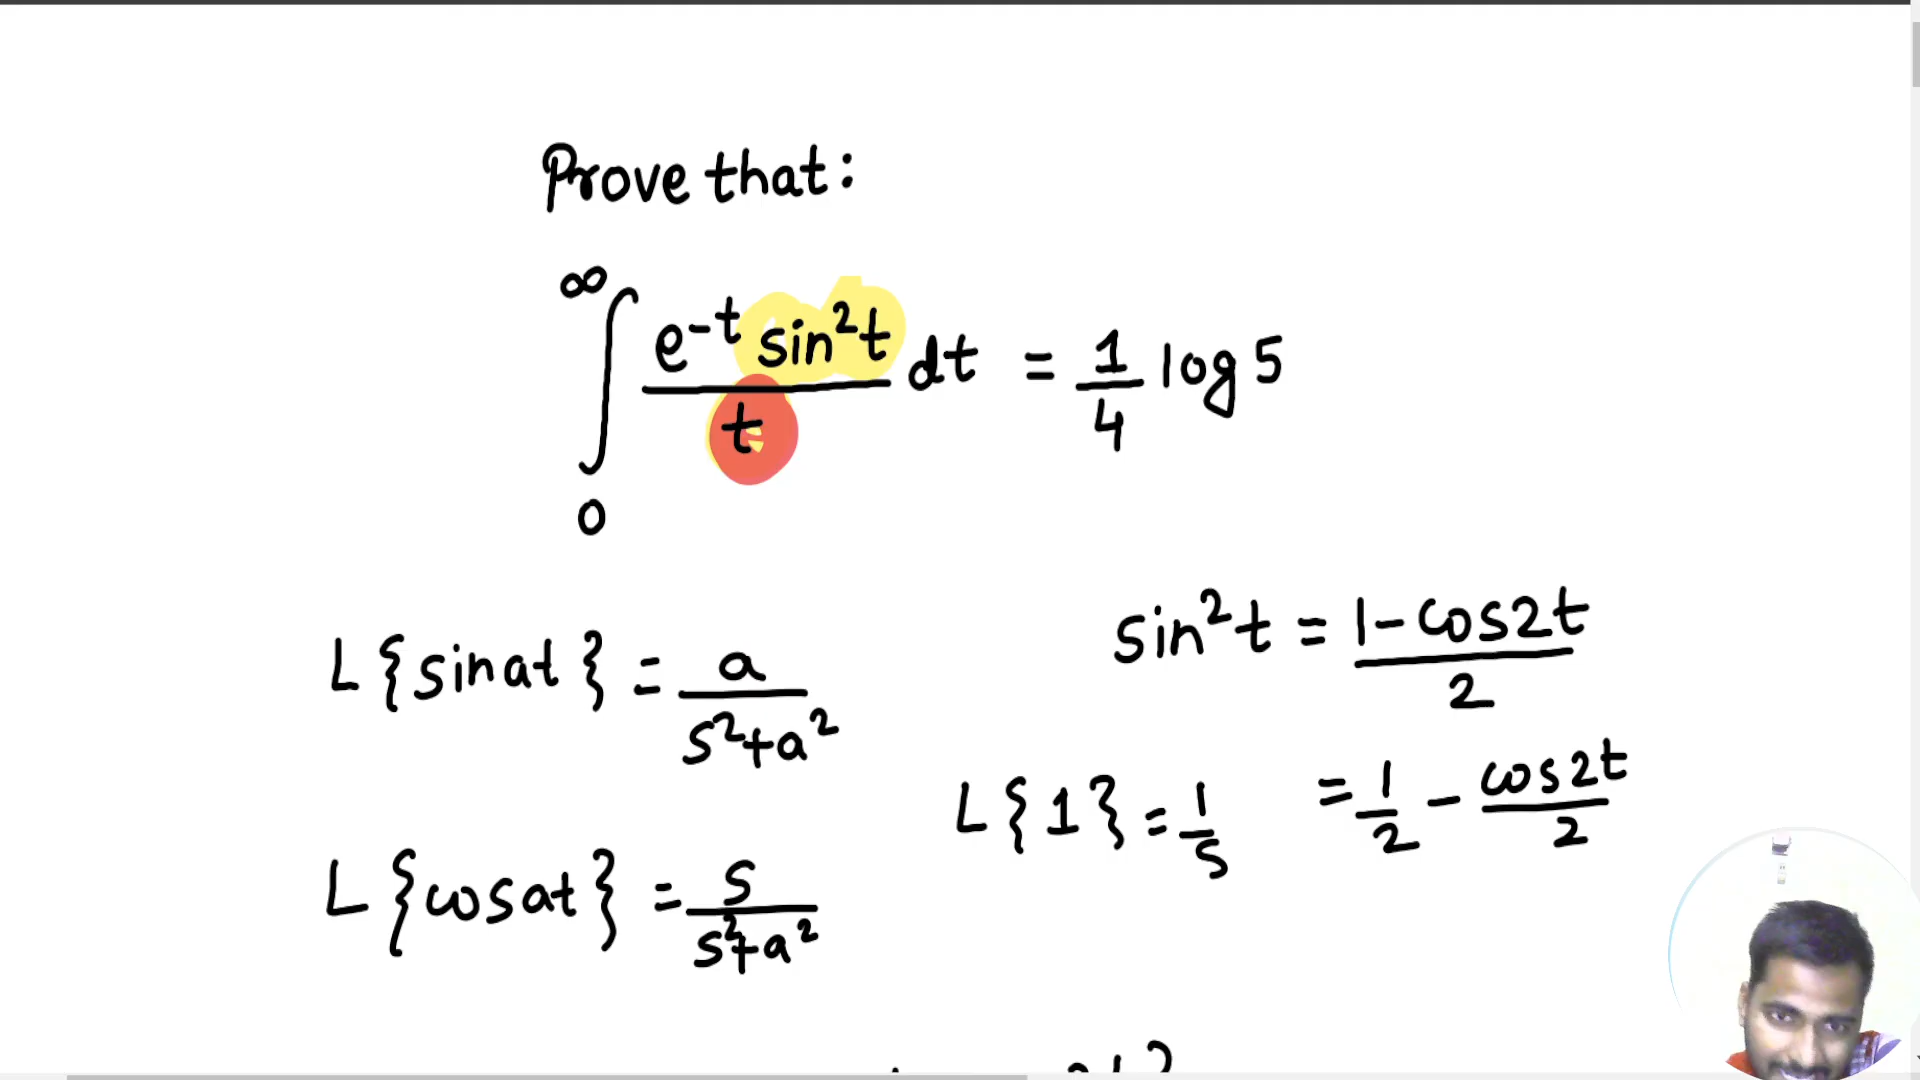 Prove that:
∫₀^∞ (e^{-t} sin²t)/t dt = 1/4 log 5
sin²t = (1-cos2t)/2
L{sinat} = a/(s²+a²)
L{1} = 1/s
= 1/2 - cos2t/2
L{cosat} = s/(s²+a²)